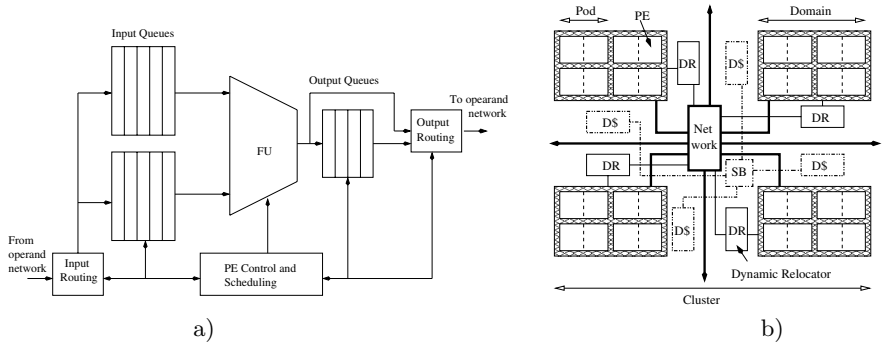 Input Queues
FU
Output Queues
To opearand
network
Output
Routing
From
operand
network
Input
Routing
PE Control and
Scheduling
a)
Pod
PE
Domain
DR
D$
DR
D$
Net
work
DR
SB
D$
D$
DR
Dynamic Relocator
Cluster
b)